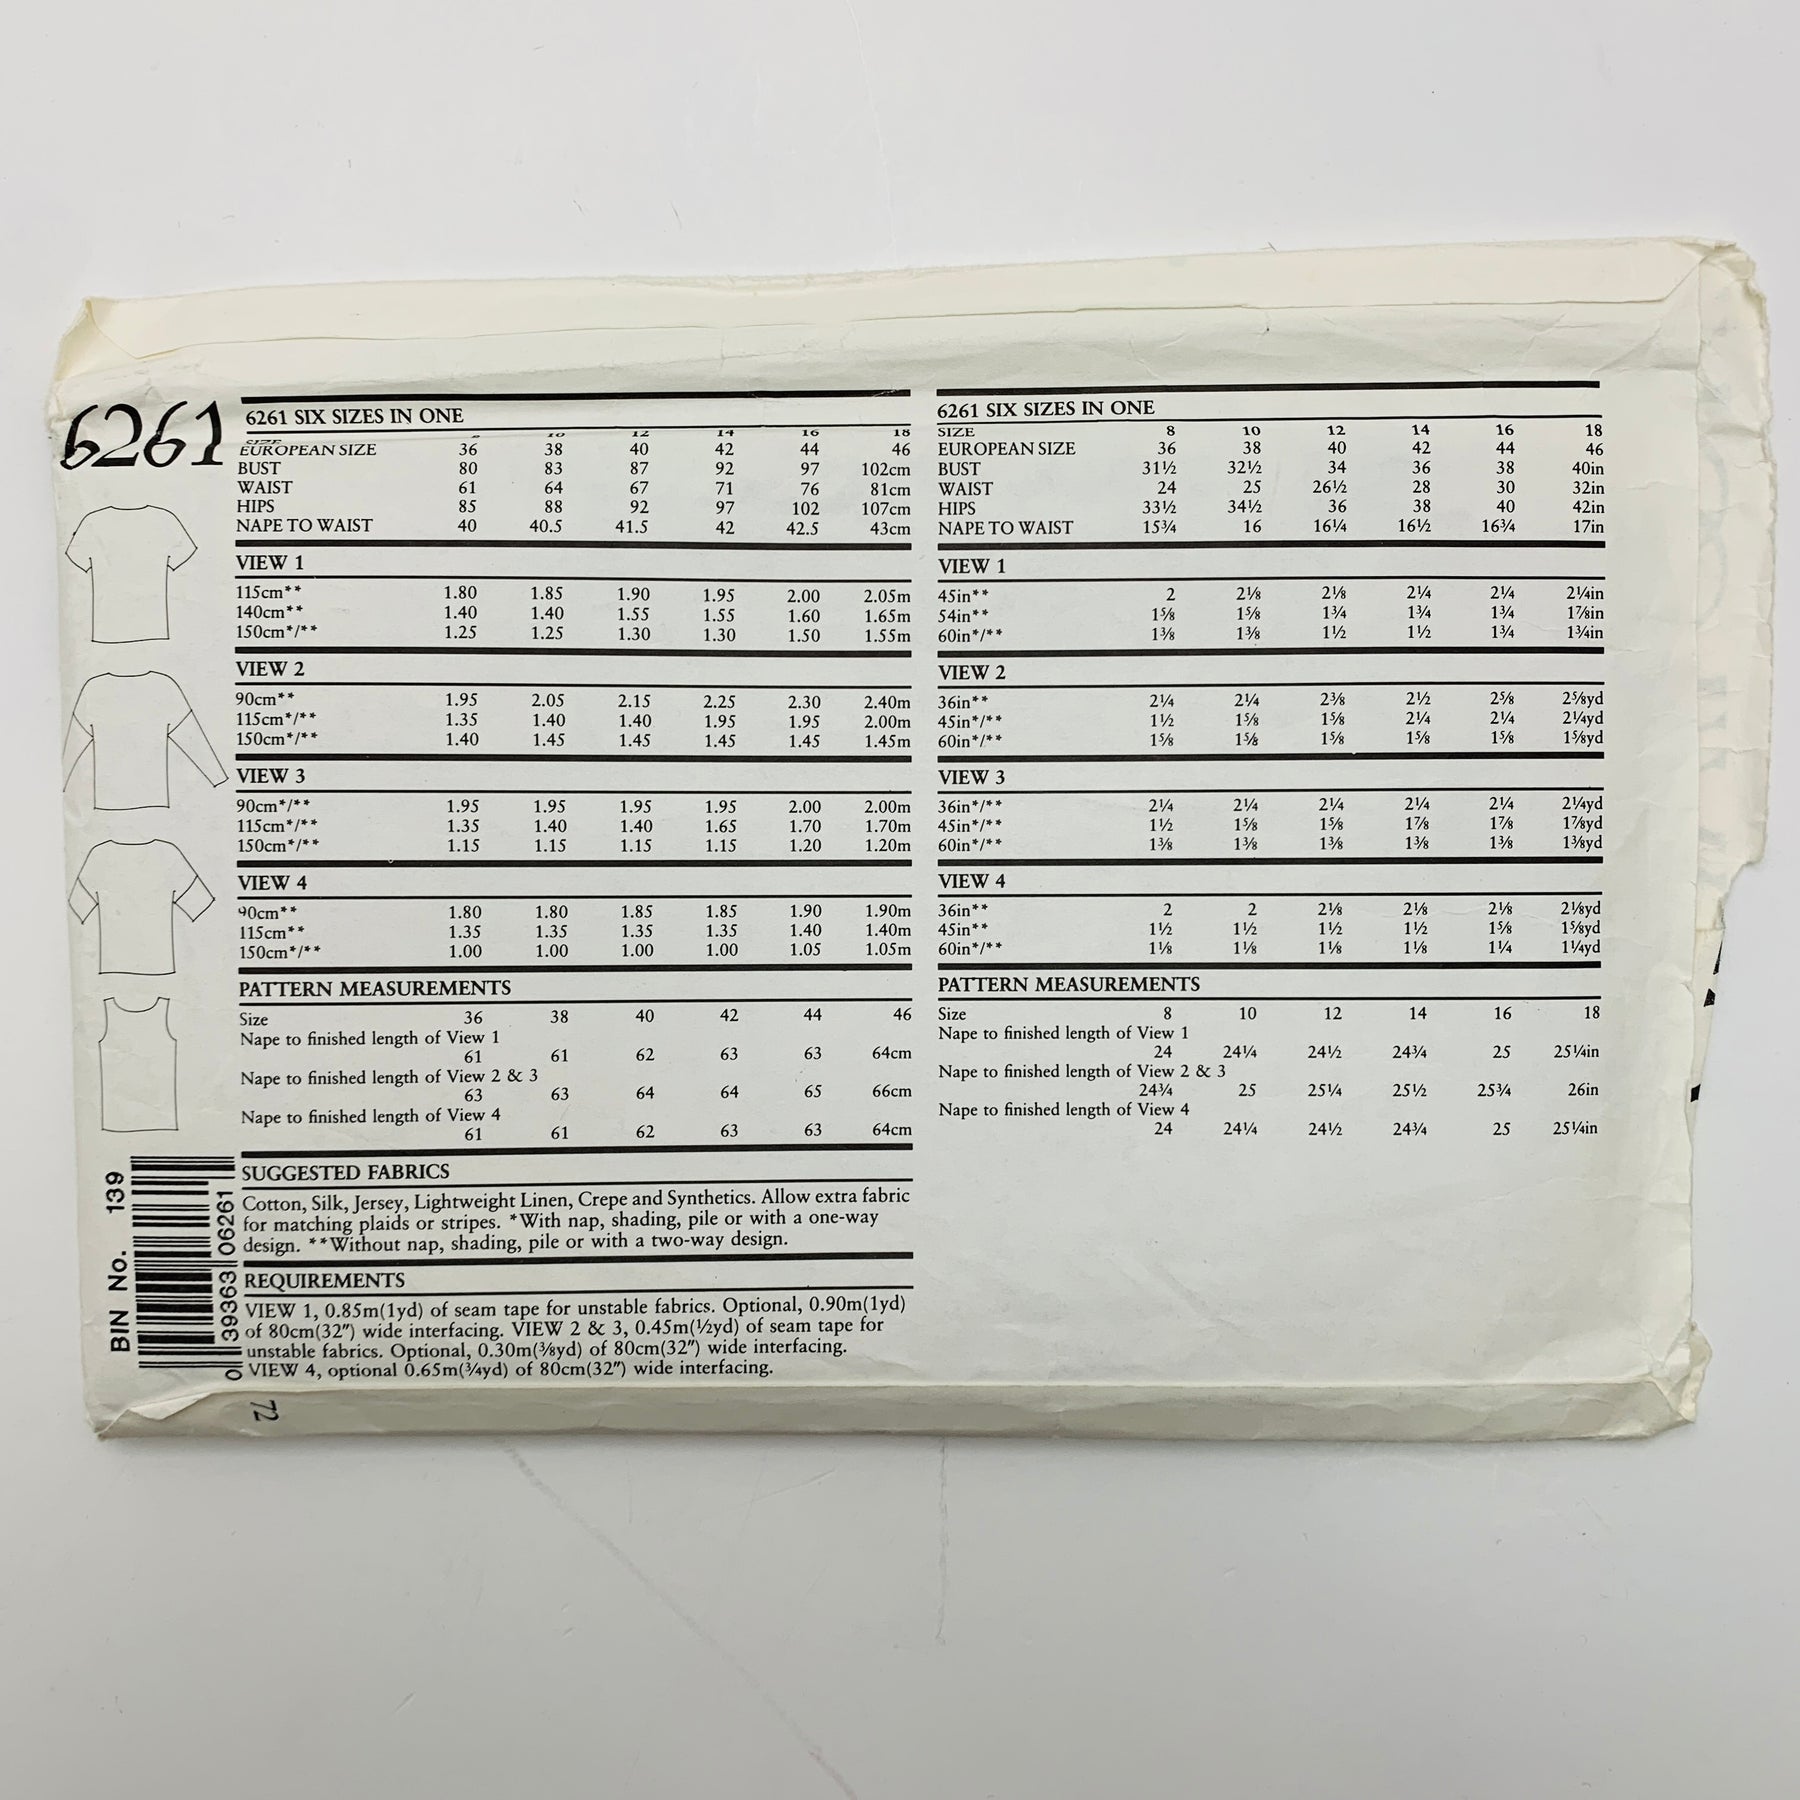 6261
6261 SIX SIZES IN ONE
SIZE 10 12 14 16 18
EUROPEAN SIZE 36 38 40 42 44 46
BUST 80 83 87 92 97 102cm
WAIST 61 64 67 71 76 81cm
HIPS 85 88 92 97 102 107cm
NAPE TO WAIST 40 40.5 41.5 42 42.5 43cm
VIEW 1
115cm** 1.80 1.85 1.90 1.95 2.00 2.05m
140cm** 1.40 1.40 1.55 1.55 1.60 1.65m
150cm*/** 1.25 1.25 1.30 1.30 1.50 1.55m
VIEW 2
90cm** 1.95 2.05 2.15 2.25 2.30 2.40m
115cm*/** 1.35 1.40 1.40 1.95 1.95 2.00m
150cm*/** 1.40 1.45 1.45 1.45 1.45 1.45m
VIEW 3
90cm*/** 1.95 1.95 1.95 1.95 2.00 2.00m
115cm*/** 1.35 1.40 1.40 1.65 1.70 1.70m
150cm*/** 1.15 1.15 1.15 1.15 1.20 1.20m
VIEW 4
90cm** 1.80 1.80 1.85 1.85 1.90 1.90m
115cm** 1.35 1.35 1.35 1.35 1.40 1.40m
150cm*/** 1.00 1.00 1.00 1.00 1.05 1.05m
PATTERN MEASUREMENTS
Size 36 38 40 42 44 46
Nape to finished length of View 1
61 61 62 63 63 64cm
Nape to finished length of View 2 & 3
63 63 64 64 65 66cm
Nape to finished length of View 4
61 61 62 63 63 64cm
SUGGESTED FABRICS
Cotton, Silk, Jersey, Lightweight Linen, Crepe and Synthetics. Allow extra fabric
for matching plaids or stripes. *With nap, shading, pile or with a one-way
design. **Without nap, shading, pile or with a two-way design.
REQUIREMENTS
VIEW 1, 0.85m(1yd) of seam tape for unstable fabrics. Optional, 0.90m(1yd)
of 80cm(32") wide interfacing. VIEW 2 & 3, 0.45m(½yd) of seam tape for
unstable fabrics. Optional, 0.30m(⅜yd) of 80cm(32") wide interfacing.
VIEW 4, optional 0.65m(¾yd) of 80cm(32") wide interfacing.
6261 SIX SIZES IN ONE
SIZE 8 10 12 14 16 18
EUROPEAN SIZE 36 38 40 42 44 46
BUST 31½ 32½ 34 36 38 40in
WAIST 24 25 26½ 28 30 32in
HIPS 33½ 34½ 36 38 40 42in
NAPE TO WAIST 15¾ 16 16¼ 16½ 16¾ 17in
VIEW 1
45in** 2 2⅛ 2⅛ 2¼ 2¼ 2¼in
54in** 1⅝ 1⅝ 1¾ 1¾ 1¾ 1⅞in
60in*/** 1⅜ 1⅜ 1½ 1½ 1¾ 1¾in
VIEW 2
36in** 2¼ 2¼ 2⅜ 2½ 2⅝ 2⅝yd
45in*/** 1½ 1⅝ 1⅝ 2¼ 2¼ 2¼yd
60in*/** 1⅝ 1⅝ 1⅝ 1⅝ 1⅝ 1⅝yd
VIEW 3
36in*/** 2¼ 2¼ 2¼ 2¼ 2¼ 2¼yd
45in*/** 1½ 1⅝ 1⅝ 1⅞ 1⅞ 1⅞yd
60in*/** 1⅜ 1⅜ 1⅜ 1⅜ 1⅜ 1⅜yd
VIEW 4
36in** 2 2 2⅛ 2⅛ 2⅛ 2⅛yd
45in** 1½ 1½ 1½ 1½ 1⅝ 1⅝yd
60in*/** 1⅛ 1⅛ 1⅛ 1⅛ 1¼ 1¼yd
PATTERN MEASUREMENTS
Size 8 10 12 14 16 18
Nape to finished length of View 1
24 24¼ 24½ 24¾ 25 25¼in
Nape to finished length of View 2 & 3
24¾ 25 25¼ 25½ 25¾ 26in
Nape to finished length of View 4
24 24¼ 24½ 24¾ 25 25¼in
BIN No. 139
0 39363 06261
72